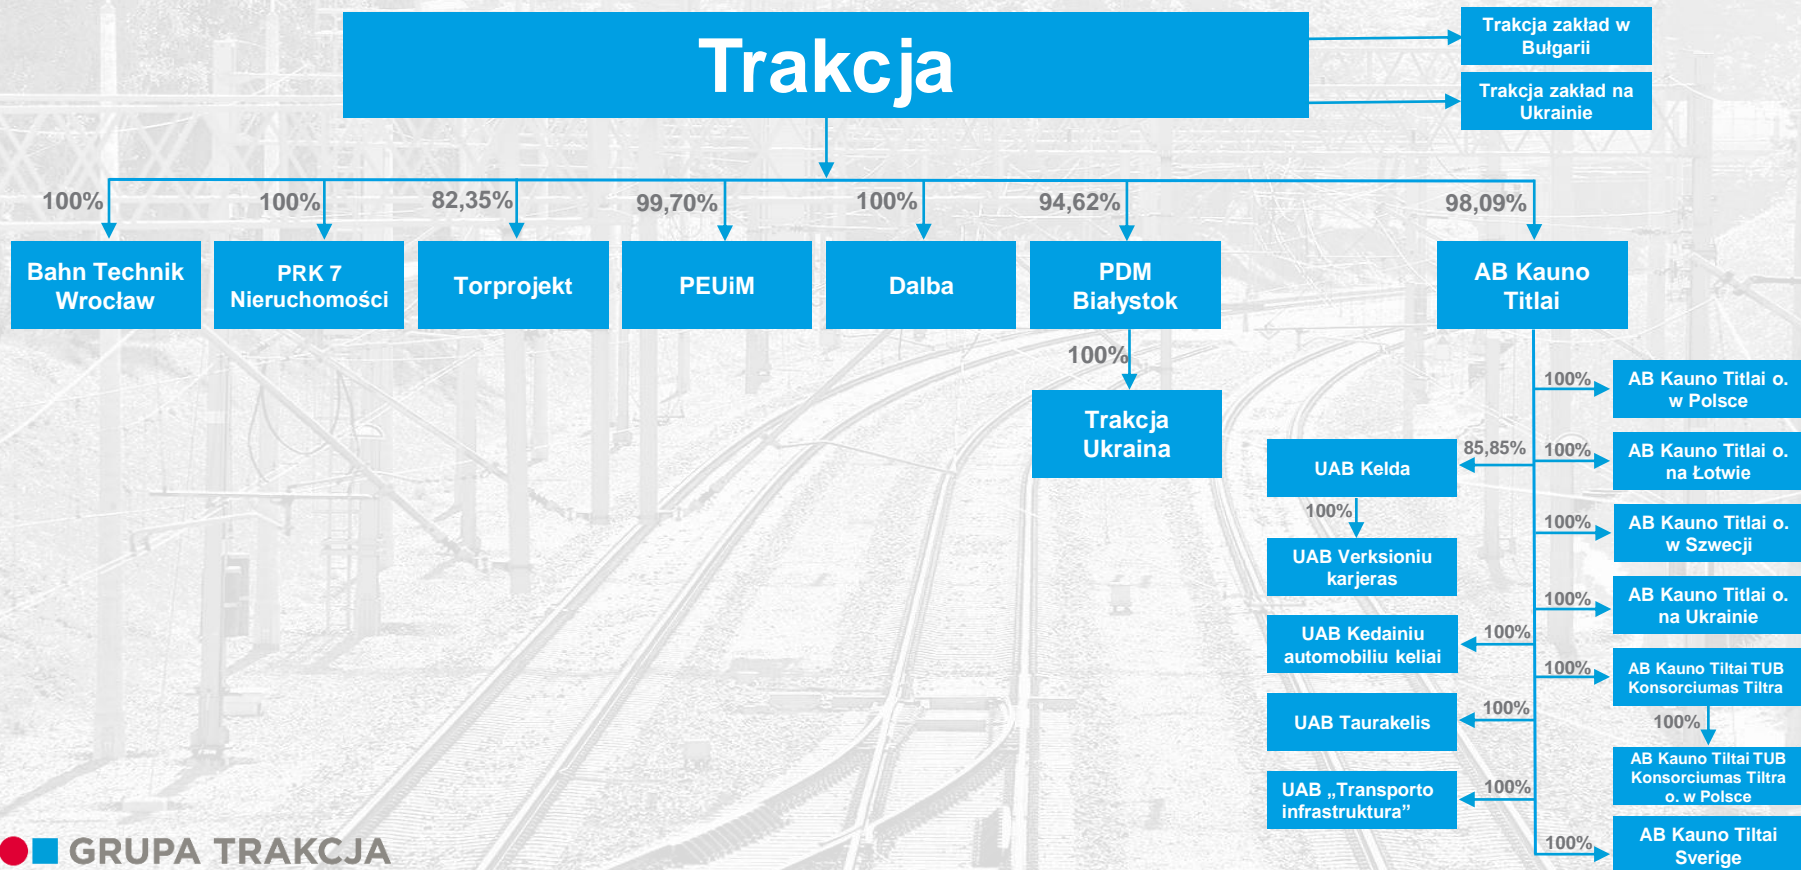 Trakcja
Trakcja zakład w
Bułgarii
Trakcja zakład na
Ukrainie
100%
100%
82,35%
99,70%
100%
94,62%
98,09%
Bahn Technik
Wrocław
PRK 7
Nieruchomości
Torprojekt
PEUiM
Dalba
PDM
Białystok
AB Kauno
Titlai
100%
Trakcja
Ukraina
100%
AB Kauno Titlai o.
w Polsce
85,85%
UAB Kelda
100%
AB Kauno Titlai o.
na Łotwie
100%
UAB Verksioniu
karjeras
100%
AB Kauno Titlai o.
w Szwecji
100%
AB Kauno Titlai o.
na Ukrainie
100%
UAB Kedainiu
automobiliu keliai
100%
AB Kauno Tiltai TUB
Konsorciumas Tiltra
100%
UAB Taurakelis
100%
AB Kauno Tiltai TUB
Konsorciumas Tiltra
o. w Polsce
100%
UAB „Transporto
infrastruktura”
100%
AB Kauno Tiltai
Sverige
GRUPA TRAKCJA